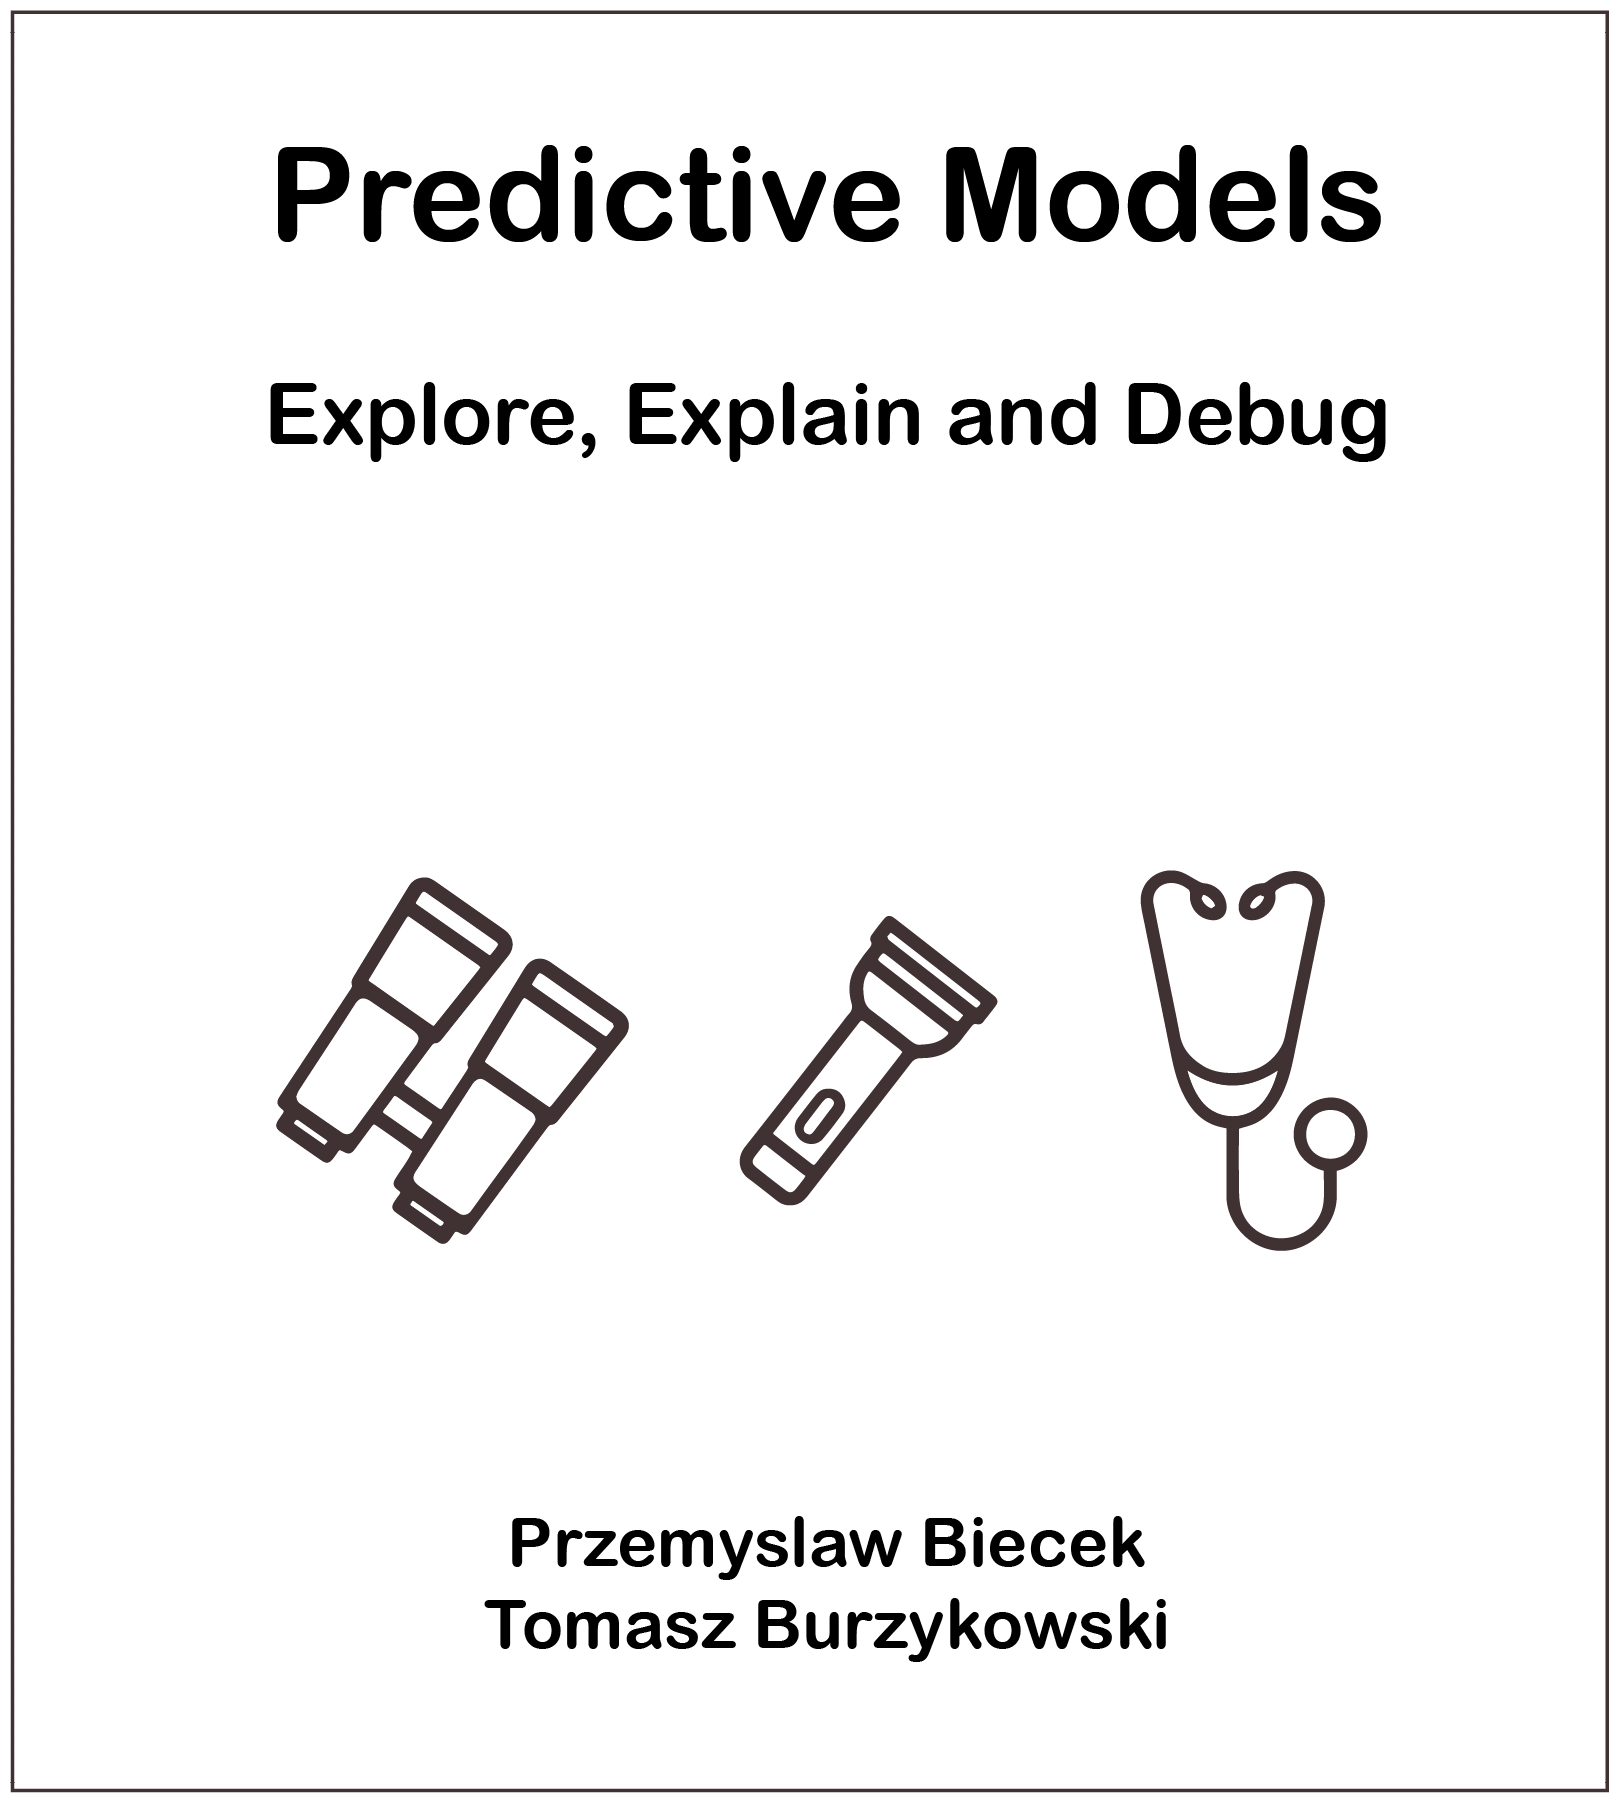 Predictive Models
Explore, Explain and Debug
Przemyslaw Biecek
Tomasz Burzykowski